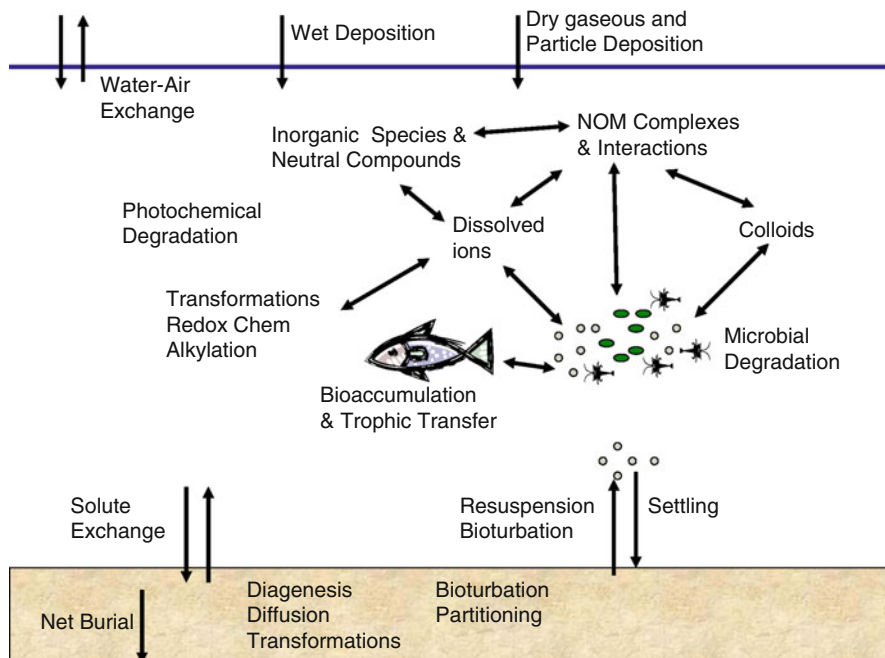 Wet Deposition
Dry gaseous and
Particle Deposition
Water-Air
Exchange
Inorganic Species &
Neutral Compounds
NOM Complexes
& Interactions
Photochemical
Degradation
Dissolved
ions
Colloids
Transformations
Redox Chem
Alkylation
Microbial
Degradation
Bioaccumulation
& Trophic Transfer
Solute
Exchange
Resuspension
Bioturbation
Settling
Net Burial
Diagenesis
Diffusion
Transformations
Bioturbation
Partitioning